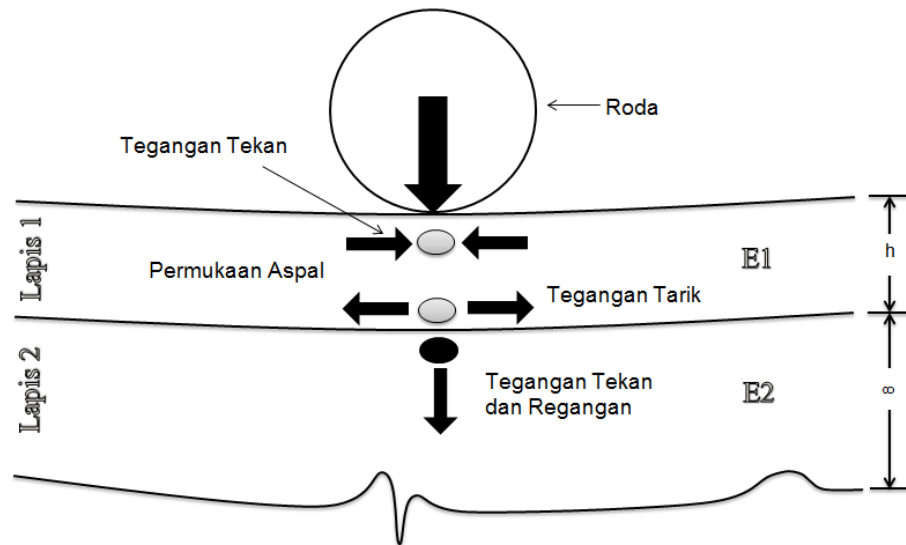 Roda
Tegangan Tekan
Lapis 1
Permukaan Aspal
E1
h
Tegangan Tarik
Lapis 2
Tegangan Tekan
dan Regangan
E2
∞